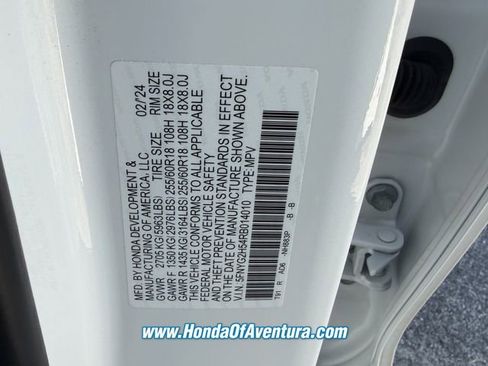 MFD. BY HONDA DEVELOPMENT & 02/24
MANUFACTURING OF AMERICA, LLC
TIRE SIZE RIM SIZE
GVWR 2705 KG(5963LBS)
GAWR F 1350 KG(2976LBS) 255/60R18 108H 18X8.0J
GAWR R 1435 KG(3164LBS) 255/60R18 108H 18X8.0J
THIS VEHICLE CONFORMS TO ALL APPLICABLE
FEDERAL MOTOR VEHICLE SAFETY
AND THEFT PREVENTION STANDARDS IN EFFECT
ON THE DATE OF MANUFACTURE SHOWN ABOVE.
V.I.N. 5FNYG2H54RB014010 TYPE:MPV
T91 R AD6 -NH883P -B -B
www.HondaOfAventura.com